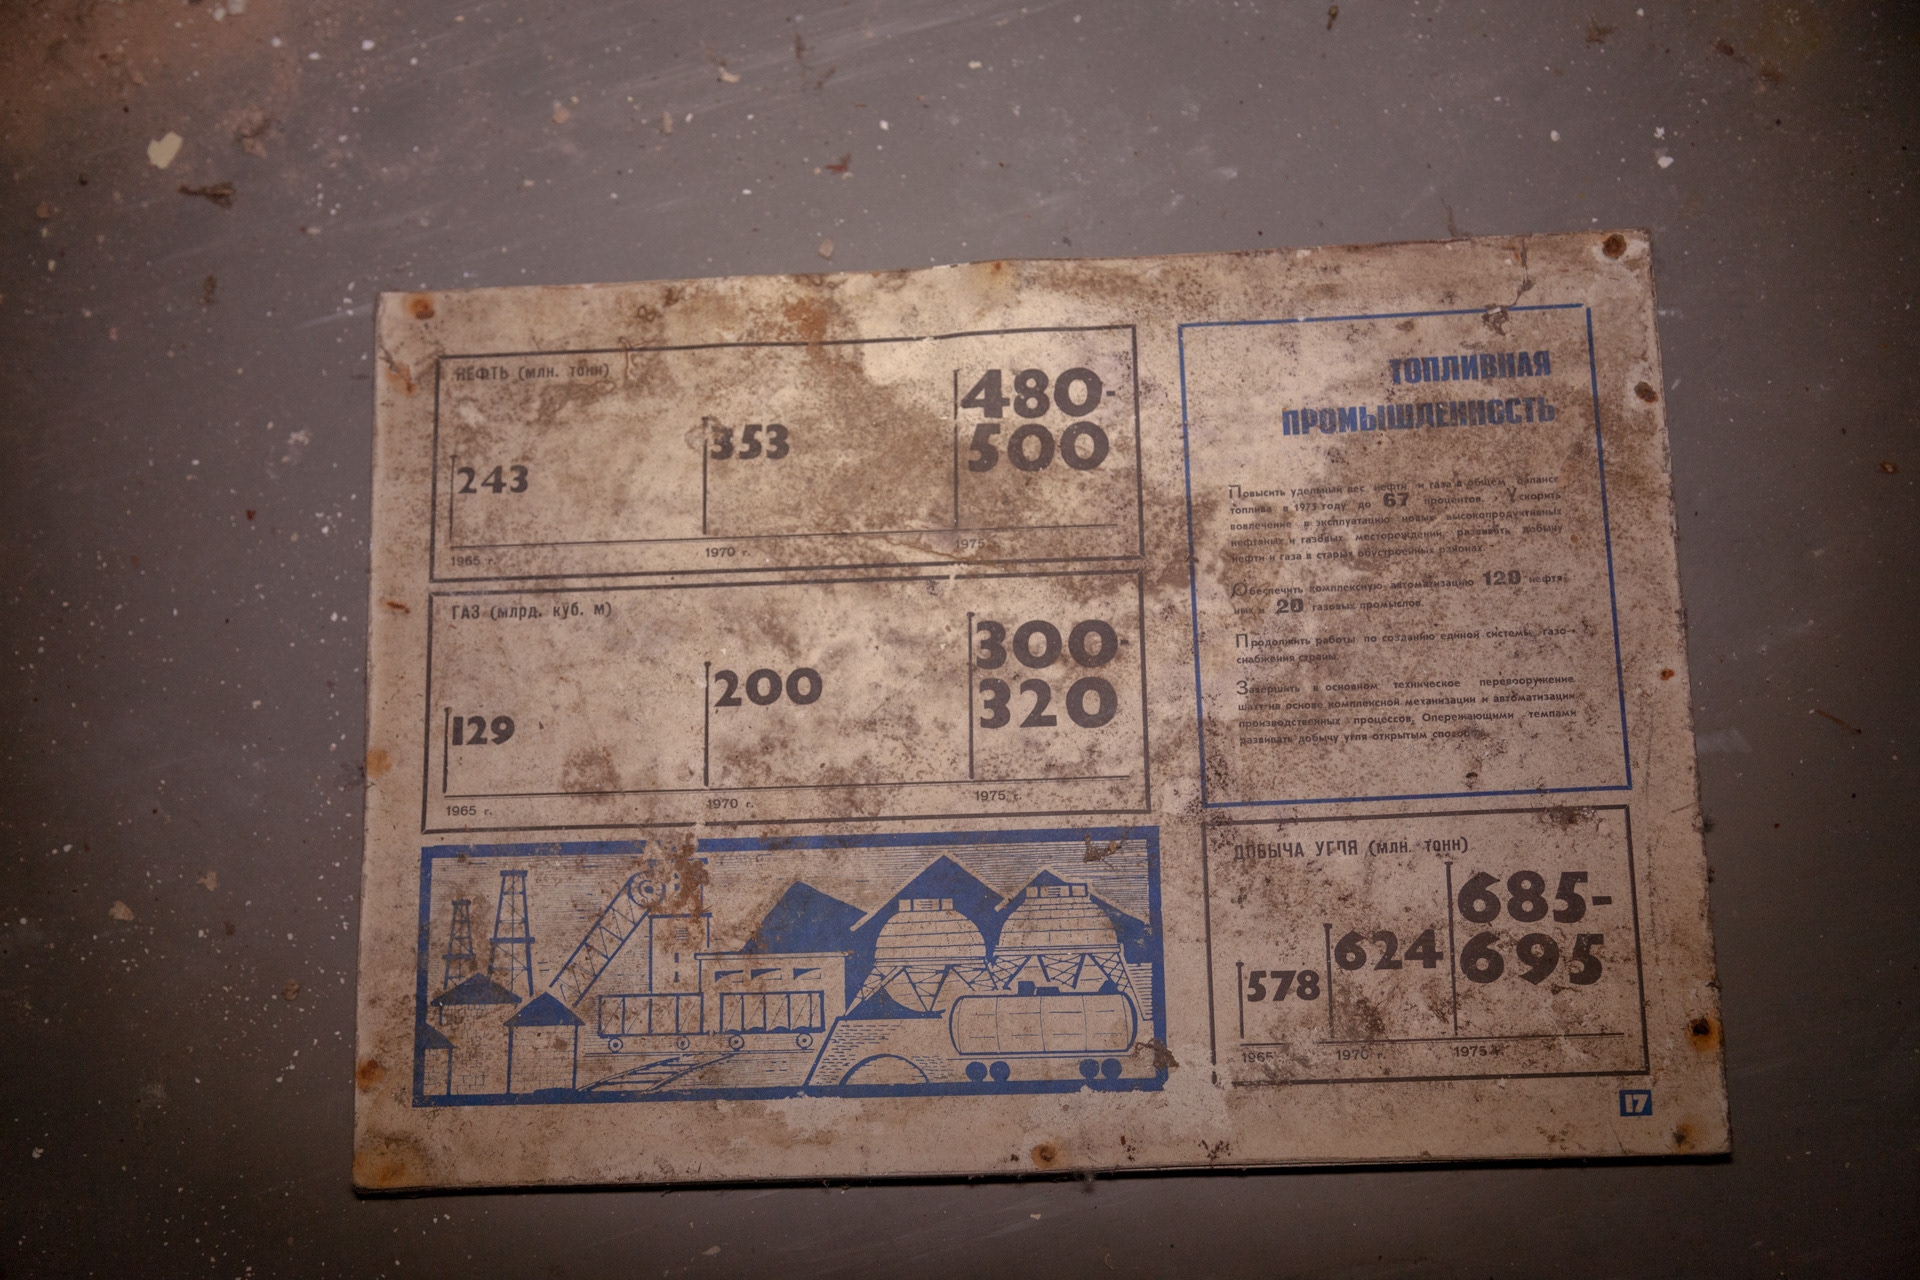 НЕФТЬ (млн. тонн)
243
353
480-
500
1965 г.
1970 г.
1975
ГАЗ (млрд. куб. м)
129
200
300-
320
1965 г.
1970 г.
1975 г.
ТОПЛИВНАЯ
ПРОМЫШЛЕННОСТЬ
Повысить удельный вес нефти и газа в общем балансе
топлива в 1975 году до 67 процентов. Ускорить
вовлечение в эксплуатацию новых высокопродуктивных
нефтяных и газовых месторождений, развивать добычу
нефти и газа в старых обустроенных районах.
Обеспечить комплексную автоматизацию 120 нефтя-
ных и 20 газовых промыслов.
Продолжить работы по созданию единой системы газо-
снабжения страны.
Завершить в основном техническое перевооружение
шахт на основе комплексной механизации и автоматизации
производственных процессов. Опережающими темпами
развивать добычу угля открытым способом.
ДОБЫЧА УГЛЯ (млн. тонн)
578
624
685-
695
1965
1970 г.
1975 г.
17